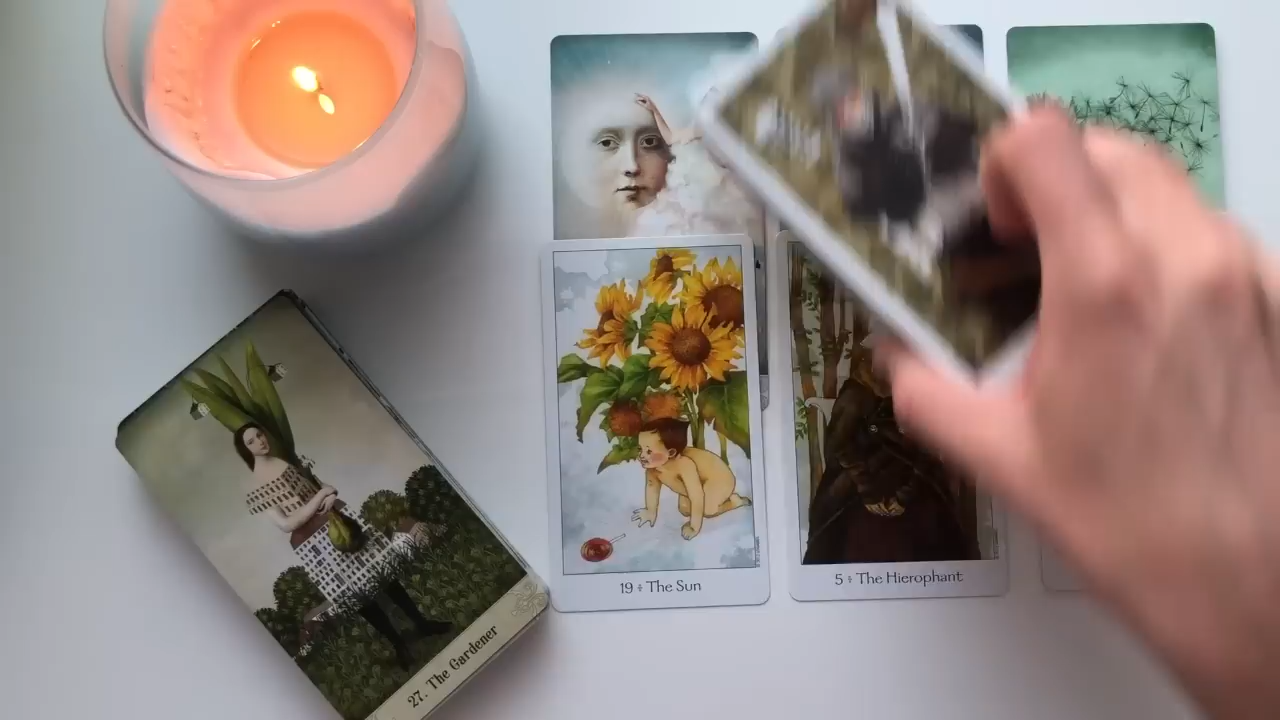 19 ÷ The Sun
5 ÷ The Hierophant
27. The Gardener